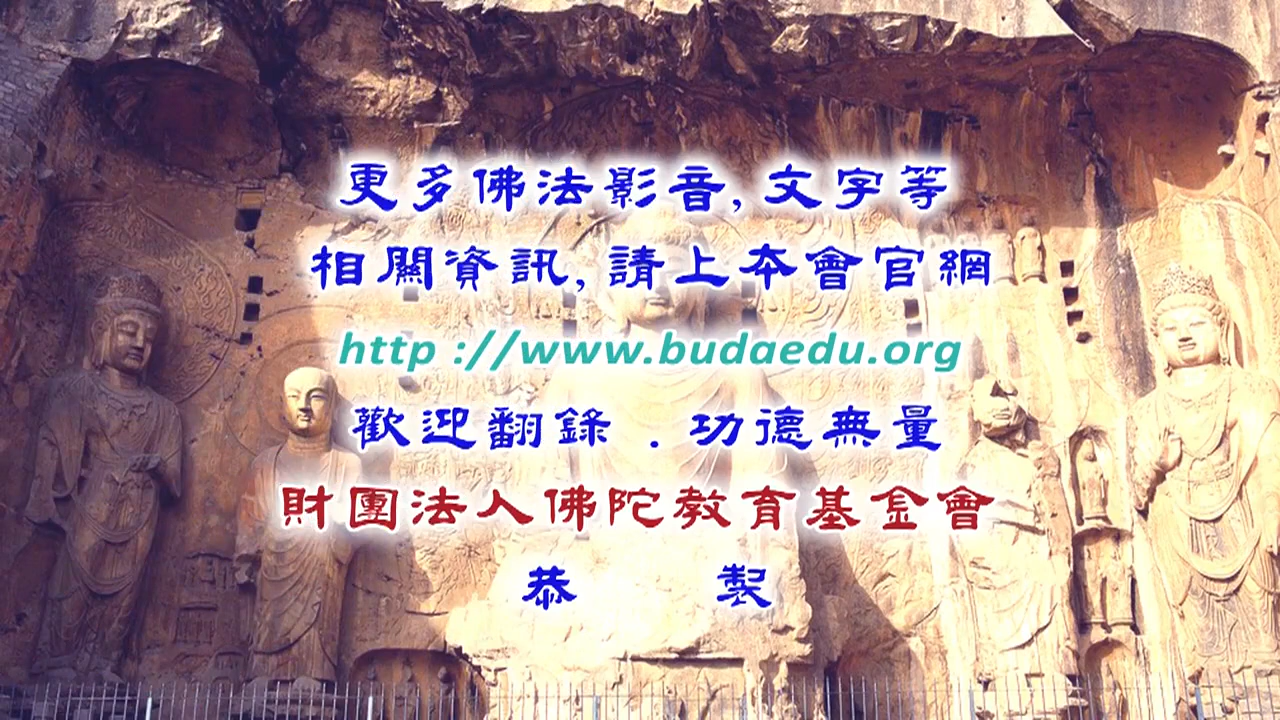 更多佛法影音,文字等
相關資訊,請上本會官網
http ://www.budaedu.org
歡迎翻錄 .功德無量
財團法人佛陀教育基金會
恭 製